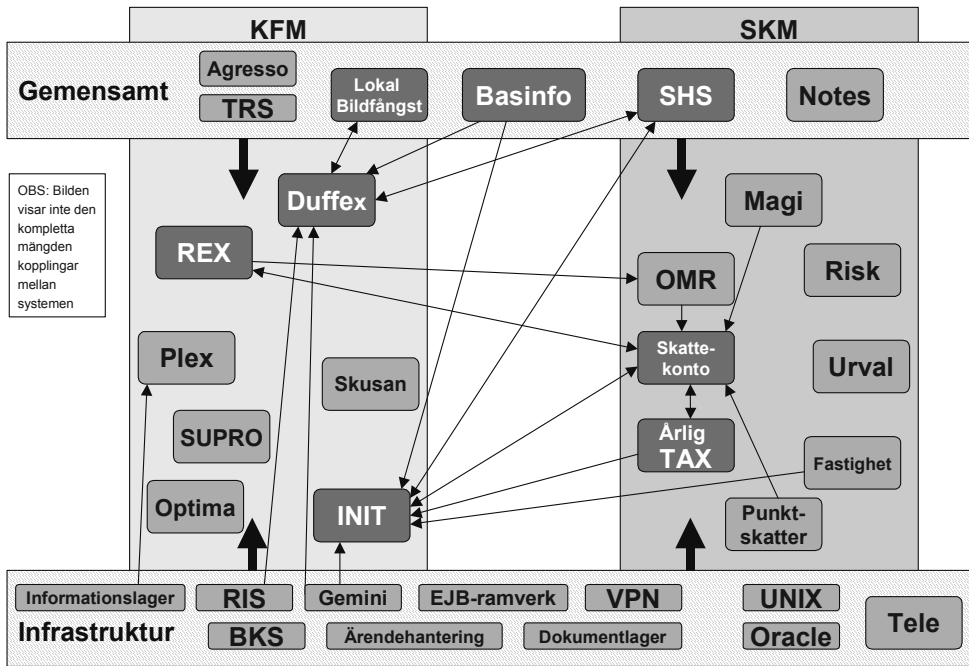 KFM
SKM
Gemensamt
Agresso
TRS
Lokal
Bildfångst
Basinfo
SHS
Notes
OBS: Bilden
visar inte den
kompletta
mängden
kopplingar
mellan
systemen
Duffex
REX
Magi
OMR
Risk
Plex
Skusan
Skatte-
konto
Urval
SUPRO
Årlig
TAX
Fastighet
Optima
INIT
Punkt-
skatter
Informationslager
RIS
Gemini
EJB-ramverk
VPN
UNIX
Tele
Infrastruktur
BKS
Ärendehantering
Dokumentlager
Oracle